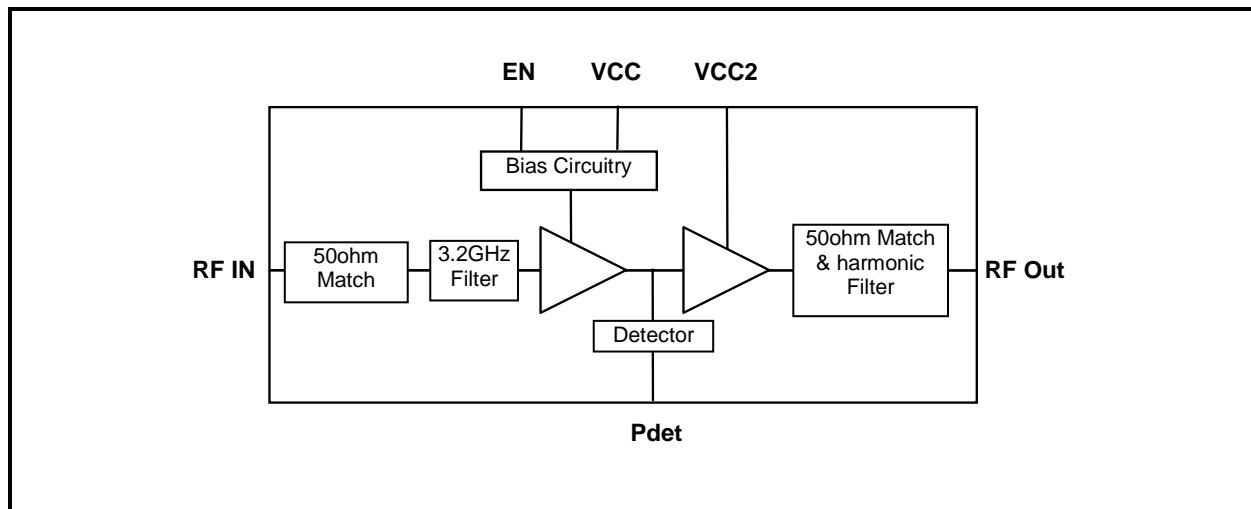 EN VCC VCC2
Bias Circuitry
RF IN
50ohm
Match
3.2GHz
Filter
50ohm Match
& harmonic
Filter
RF Out
Detector
Pdet